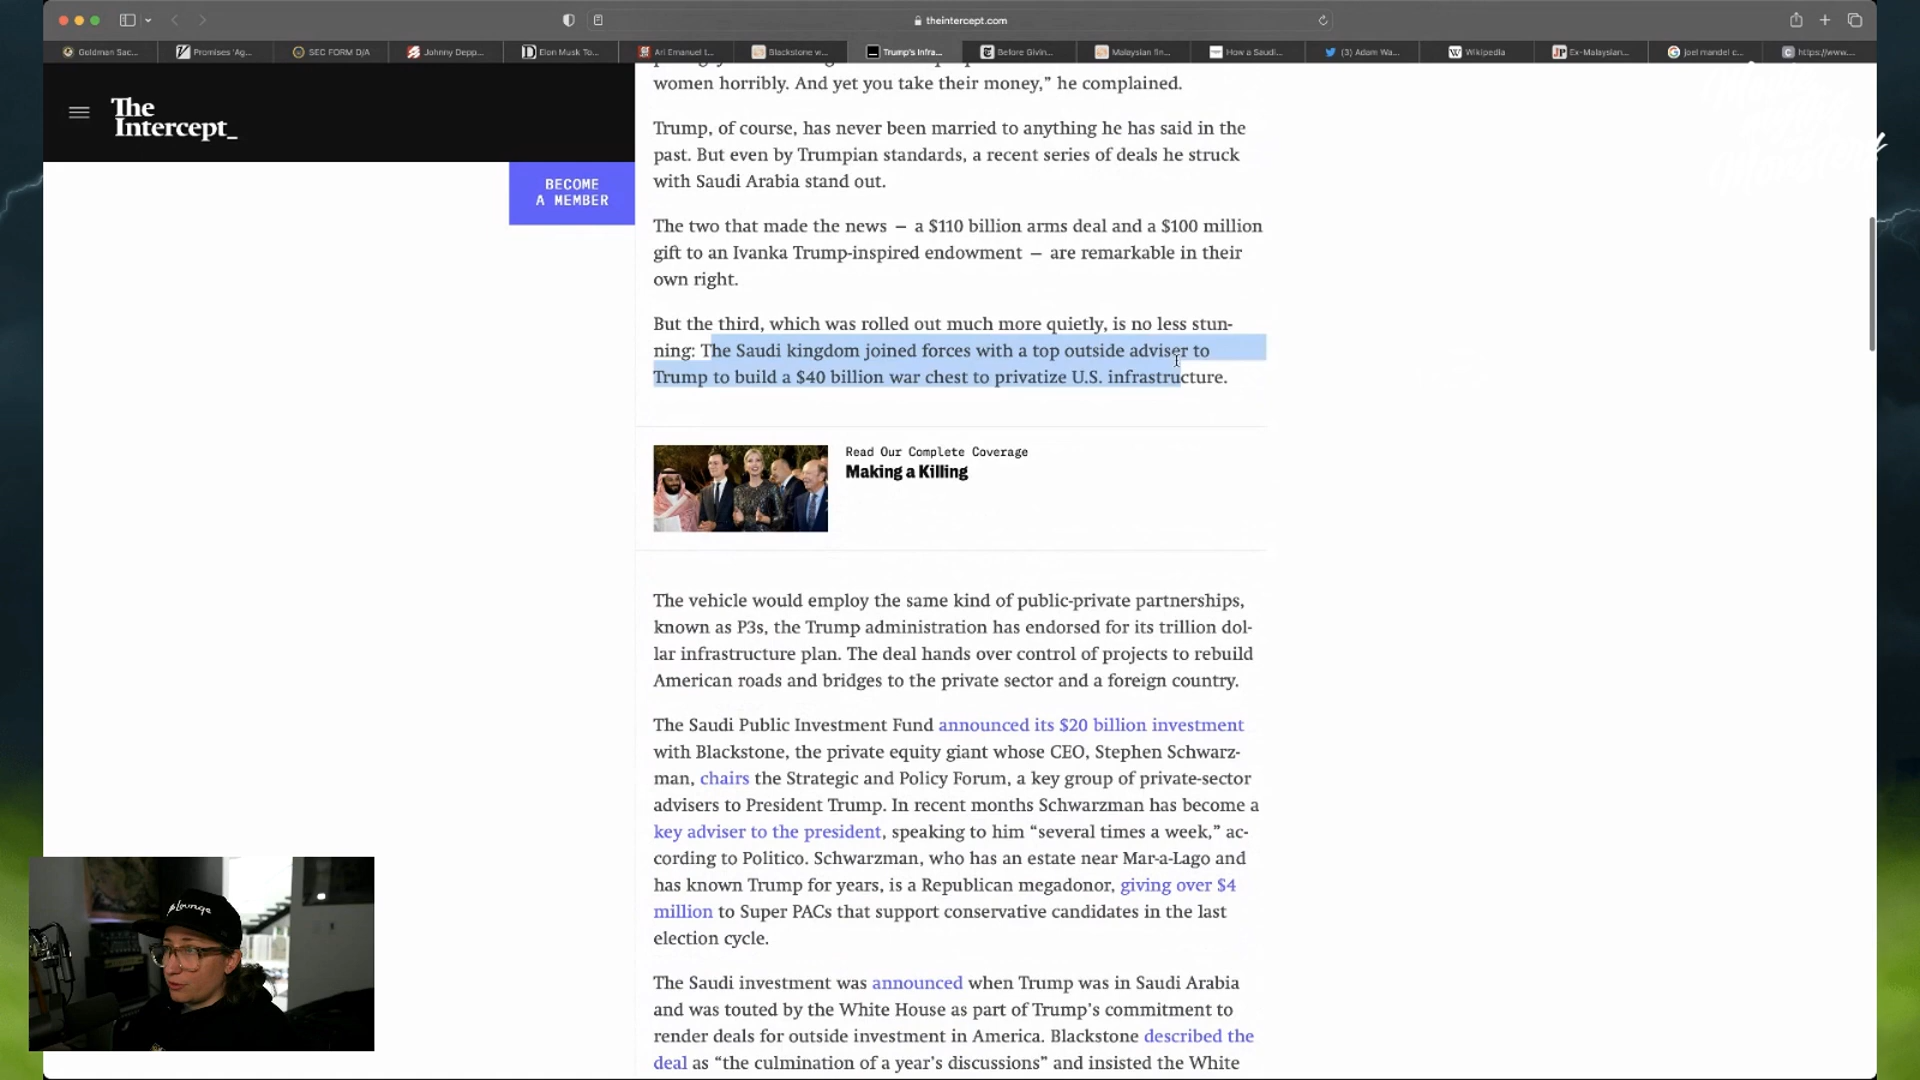 theintercept.com
Goldman Sac...
Promises 'Ag...
SEC FORM D/A
Johnny Depp...
Elon Musk To...
Ari Emanuel t...
Blackstone w...
Trump's Infra...
Before Givin...
Malaysian fin...
How a Saudi...
(3) Adam Wa...
Wikipedia
Ex-Malaysian...
joel mandel c...
https://www....
The
Intercept_
BECOME
A MEMBER
women horribly. And yet you take their money,” he complained.
Trump, of course, has never been married to anything he has said in the
past. But even by Trumpian standards, a recent series of deals he struck
with Saudi Arabia stand out.
The two that made the news — a $110 billion arms deal and a $100 million
gift to an Ivanka Trump-inspired endowment — are remarkable in their
own right.
But the third, which was rolled out much more quietly, is no less stun-
ning: The Saudi kingdom joined forces with a top outside adviser to
Trump to build a $40 billion war chest to privatize U.S. infrastructure.
Read Our Complete Coverage
Making a Killing
The vehicle would employ the same kind of public-private partnerships,
known as P3s, the Trump administration has endorsed for its trillion dol-
lar infrastructure plan. The deal hands over control of projects to rebuild
American roads and bridges to the private sector and a foreign country.
The Saudi Public Investment Fund announced its $20 billion investment
with Blackstone, the private equity giant whose CEO, Stephen Schwarz-
man, chairs the Strategic and Policy Forum, a key group of private-sector
advisers to President Trump. In recent months Schwarzman has become a
key adviser to the president, speaking to him “several times a week,” ac-
cording to Politico. Schwarzman, who has an estate near Mar-a-Lago and
has known Trump for years, is a Republican megadonor, giving over $4
million to Super PACs that support conservative candidates in the last
election cycle.
The Saudi investment was announced when Trump was in Saudi Arabia
and was touted by the White House as part of Trump’s commitment to
render deals for outside investment in America. Blackstone described the
deal as “the culmination of a year’s discussions” and insisted the White